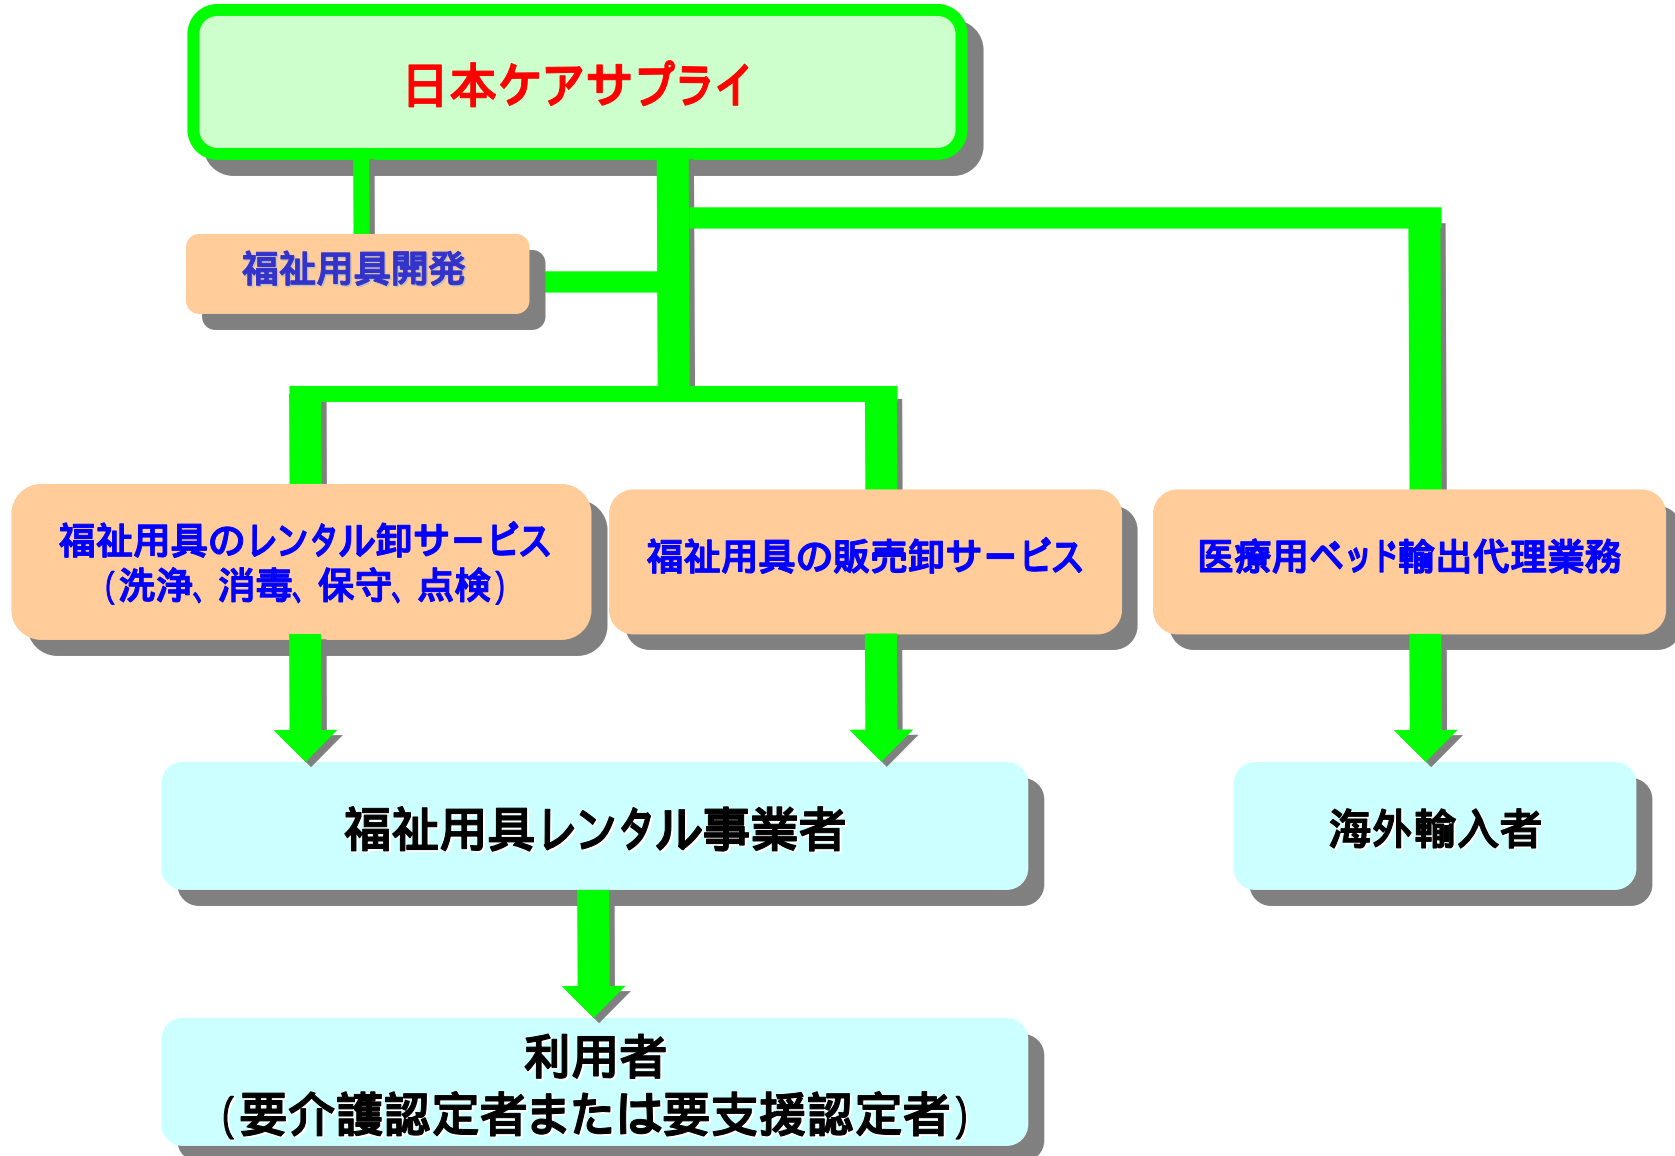 日本ケアサプライ
福祉用具開発
福祉用具のレンタル卸サービス
(洗浄、消毒、保守、点検)
福祉用具の販売卸サービス
医療用ベッド輸出代理業務
福祉用具レンタル事業者
海外輸入者
利用者
(要介護認定者または要支援認定者)